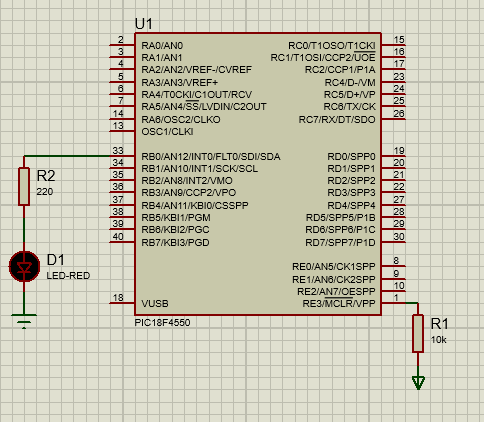 U1
2 RA0/AN0 RC0/T1OSO/T1CKI 15
3 RA1/AN1 RC1/T1OSI/CCP2/UOE 16
4 RA2/AN2/VREF-/CVREF RC2/CCP1/P1A 17
5 RA3/AN3/VREF+ RC4/D-/VM 23
6 RA4/T0CKI/C1OUT/RCV RC5/D+/VP 24
7 RA5/AN4/SS/LVDIN/C2OUT RC6/TX/CK 25
14 RA6/OSC2/CLKO RC7/RX/DT/SDO 26
13 OSC1/CLKI
33 RB0/AN12/INT0/FLT0/SDI/SDA RD0/SPP0 19
34 RB1/AN10/INT1/SCK/SCL RD1/SPP1 20
35 RB2/AN8/INT2/VMO RD2/SPP2 21
36 RB3/AN9/CCP2/VPO RD3/SPP3 22
37 RB4/AN11/KBI0/CSSPP RD4/SPP4 27
38 RB5/KBI1/PGM RD5/SPP5/P1B 28
39 RB6/KBI2/PGC RD6/SPP6/P1C 29
40 RB7/KBI3/PGD RD7/SPP7/P1D 30
R2
220
D1
LED-RED
RE0/AN5/CK1SPP 8
RE1/AN6/CK2SPP 9
RE2/AN7/OESPP 10
18 VUSB RE3/MCLR/VPP 1
PIC18F4550
R1
10k